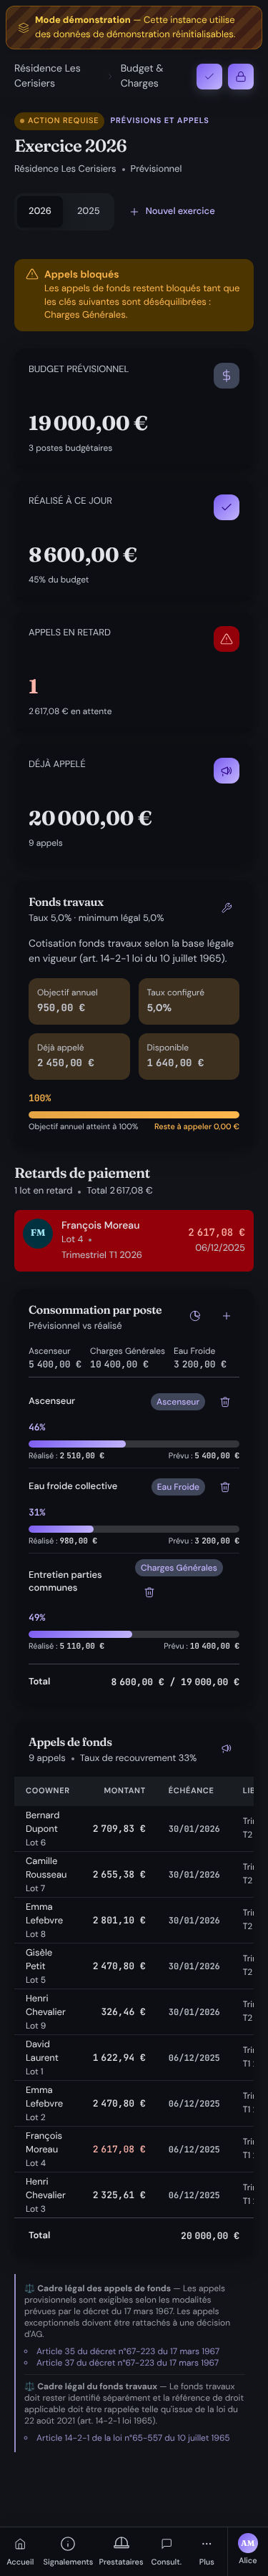 Mode démonstration — Cette instance utilise
des données de démonstration réinitialisables.
Résidence Les
Cerisiers
Budget &
Charges
ACTION REQUISE
PRÉVISIONS ET APPELS
Exercice 2026
Résidence Les Cerisiers • Prévisionnel
2026
2025
+ Nouvel exercice
Appels bloqués
Les appels de fonds restent bloqués tant que
les clés suivantes sont déséquilibrées :
Charges Générales.
BUDGET PRÉVISIONNEL
19 000,00 €
3 postes budgétaires
RÉALISÉ À CE JOUR
8 600,00 €
45% du budget
APPELS EN RETARD
1
2 617,08 € en attente
DÉJÀ APPELÉ
20 000,00 €
9 appels
Fonds travaux
Taux 5,0% · minimum légal 5,0%
Cotisation fonds travaux selon la base légale
en vigueur (art. 14-2-1 loi du 10 juillet 1965).
Objectif annuel
950,00 €
Taux configuré
5,0%
Déjà appelé
2 450,00 €
Disponible
1 640,00 €
100%
Objectif annuel atteint à 100%
Reste à appeler 0,00 €
Retards de paiement
1 lot en retard • Total 2 617,08 €
FM
François Moreau
Lot 4 •
Trimestriel T1 2026
2 617,08 €
06/12/2025
Consommation par poste
Prévisionnel vs réalisé
Ascenseur
5 400,00 €
Charges Générales
10 400,00 €
Eau Froide
3 200,00 €
Ascenseur
Ascenseur
46%
Réalisé : 2 510,00 €
Prévu : 5 400,00 €
Eau froide collective
Eau Froide
31%
Réalisé : 980,00 €
Prévu : 3 200,00 €
Entretien parties
communes
Charges Générales
49%
Réalisé : 5 110,00 €
Prévu : 10 400,00 €
Total
8 600,00 € / 19 000,00 €
Appels de fonds
9 appels • Taux de recouvrement 33%
COOWNER MONTANT ÉCHÉANCE LIB
Bernard
Dupont
Lot 6
2 709,83 €
30/01/2026
Trim
T2
Camille
Rousseau
Lot 7
2 655,38 €
30/01/2026
Trim
T2
Emma
Lefebvre
Lot 8
2 801,10 €
30/01/2026
Trim
T2
Gisèle
Petit
Lot 5
2 470,80 €
30/01/2026
Trim
T2
Henri
Chevalier
Lot 9
326,46 €
30/01/2026
Trim
T2
David
Laurent
Lot 1
1 622,94 €
06/12/2025
Trim
T1
Emma
Lefebvre
Lot 2
2 470,80 €
06/12/2025
Trim
T1
François
Moreau
Lot 4
2 617,08 €
06/12/2025
Trim
T1
Henri
Chevalier
Lot 3
2 325,61 €
06/12/2025
Trim
T1
Total
20 000,00 €
⚖️ Cadre légal des appels de fonds — Les appels
provisionnels sont exigibles selon les modalités
prévues par le décret du 17 mars 1967. Les appels
exceptionnels doivent être rattachés à une décision
d'AG.
Article 35 du décret n°67-223 du 17 mars 1967
Article 37 du décret n°67-223 du 17 mars 1967
⚖️ Cadre légal du fonds travaux — Le fonds travaux
doit rester identifié séparément et la référence de droit
applicable doit être rappelée telle qu'issue de la loi du
22 août 2021 (art. 14-2-1 loi 1965).
Article 14-2-1 de la loi n°65-557 du 10 juillet 1965
Accueil
Signalements
Prestataires
Consult.
Plus
AM
Alice